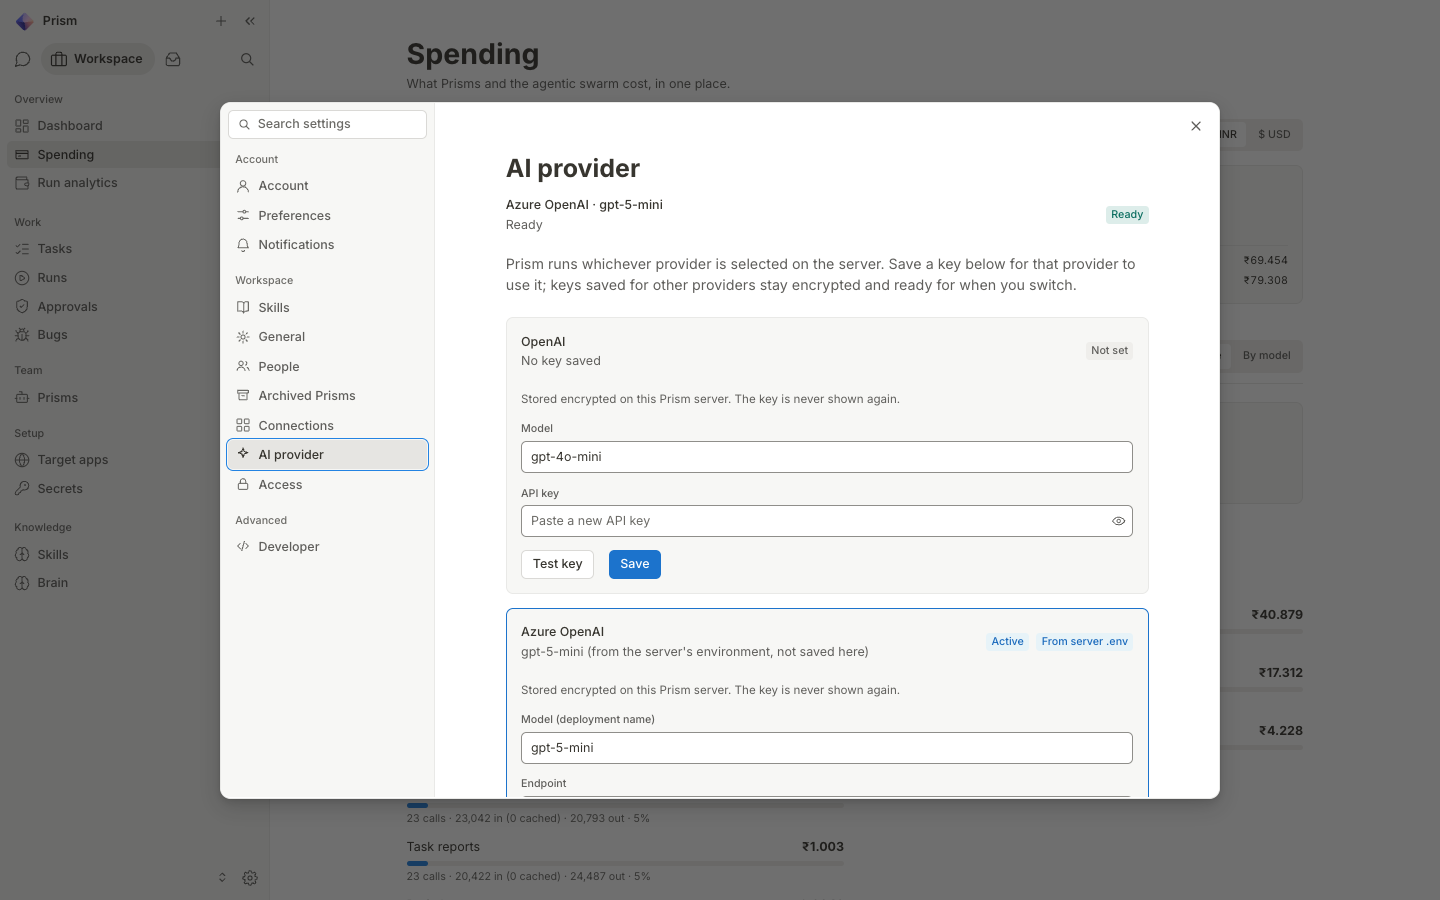 Prism
Workspace
Overview
Dashboard
Spending
Run analytics
Work
Tasks
Runs
Approvals
Bugs
Team
Prisms
Setup
Target apps
Secrets
Knowledge
Skills
Brain
Spending
What Prisms and the agentic swarm cost, in one place.
$ USD
₹69.454
₹79.308
By model
₹40.879
₹17.312
₹4.228
23 calls · 23,042 in (0 cached) · 20,793 out · 5%
Task reports ₹1.003
23 calls · 20,422 in (0 cached) · 24,487 out · 5%
Search settings
Account
Account
Preferences
Notifications
Workspace
Skills
General
People
Archived Prisms
Connections
AI provider
Access
Advanced
Developer
AI provider
Azure OpenAI · gpt-5-mini
Ready
Ready
Prism runs whichever provider is selected on the server. Save a key below for that provider to
use it; keys saved for other providers stay encrypted and ready for when you switch.
OpenAI
No key saved
Not set
Stored encrypted on this Prism server. The key is never shown again.
Model
gpt-4o-mini
API key
Paste a new API key
Test key Save
Azure OpenAI
gpt-5-mini (from the server's environment, not saved here)
Active From server .env
Stored encrypted on this Prism server. The key is never shown again.
Model (deployment name)
gpt-5-mini
Endpoint